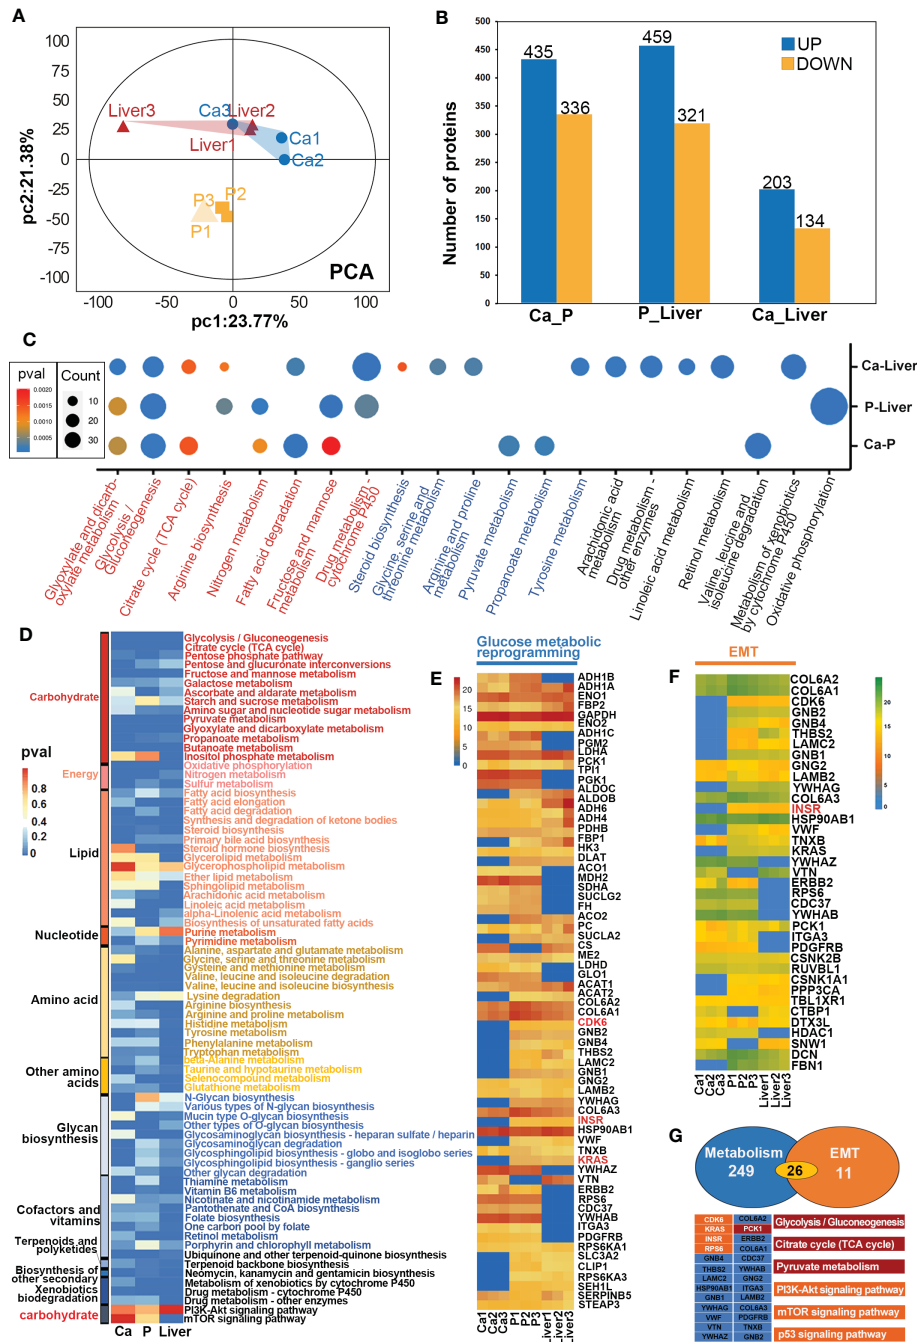 A
100
75
50
25
0
-25
-50
-75
-100
pc2:21.38%
Liver3
Ca3
Liver2
Liver1
Ca1
Ca2
P3
P2
P1
PCA
-100
-50
0
50
100
pc1:23.77%
B
500
450
400
350
300
250
200
150
100
50
0
Number of proteins
435
336
459
321
203
134
UP
DOWN
Ca_P
P_Liver
Ca_Liver
C
pval
0.0020
0.0015
0.0010
0.0005
Count
10
20
30
Ca-Liver
P-Liver
Ca-P
Glyoxylate and dicarb-
oxylate metabolism
Glycolysis /
Gluconeogenesis
Citrate cycle (TCA cycle)
Arginine biosynthesis
Nitrogen metabolism
Fatty acid degradation
Fructose and mannose
metabolism
Drug metabolism -
cytochrome P450
Steroid biosynthesis
Glycine, serine and
threonine metabolism
Arginine and proline
metabolism
Pyruvate metabolism
Propanoate metabolism
Tyrosine metabolism
Arachidonic acid
metabolism
Drug metabolism -
other enzymes
Linoleic acid metabolism
Retinol metabolism
Valine, leucine and
isoleucine degradation
Metabolism of xenobiotics
by cytochrome P450
Oxidative phosphorylation
D
pval
0.8
0.6
0.4
0.2
0
Carbohydrate
Energy
Lipid
Nucleotide
Amino acid
Other amino
acids
Glycan
biosynthesis
Cofactors and
vitamins
Terpenoids and
polyketides
Biosynthesis of
other secondary
Xenobiotics
biodegradation
carbohydrate
Glycolysis / Gluconeogenesis
Citrate cycle (TCA cycle)
Pentose phosphate pathway
Pentose and glucuronate interconversions
Fructose and mannose metabolism
Galactose metabolism
Ascorbate and aldarate metabolism
Starch and sucrose metabolism
Amino sugar and nucleotide sugar metabolism
Pyruvate metabolism
Glyoxylate and dicarboxylate metabolism
Propanoate metabolism
Butanoate metabolism
Inositol phosphate metabolism
Oxidative phosphorylation
Nitrogen metabolism
Sulfur metabolism
Fatty acid biosynthesis
Fatty acid elongation
Fatty acid degradation
Synthesis and degradation of ketone bodies
Steroid biosynthesis
Primary bile acid biosynthesis
Steroid hormone biosynthesis
Glycerolipid metabolism
Glycerophospholipid metabolism
Ether lipid metabolism
Sphingolipid metabolism
Arachidonic acid metabolism
Linoleic acid metabolism
alpha-Linolenic acid metabolism
Biosynthesis of unsaturated fatty acids
Purine metabolism
Pyrimidine metabolism
Alanine, aspartate and glutamate metabolism
Glycine, serine and threonine metabolism
Gysteine and methionine metabolism
Valine, leucine and isoleucine degradation
Valine, leucine and isoleucine biosynthesis
Lysine degradation
Arginine biosynthesis
Arginine and proline metabolism
Histidine metabolism
Tyrosine metabolism
Phenylalanine metabolism
Tryptophan metabolism
beta-Alanine metabolism
Taurine and hypotaurine metabolism
Selenocompound metabolism
Glutathione metabolism
N-Glycan biosynthesis
Various types of N-glycan biosynthesis
Mucin type O-glycan biosynthesis
Other types of O-glycan biosynthesis
Glycosaminoglycan biosynthesis - heparan sulfate / heparin
Glycosaminoglycan degradation
Glycosphingolipid biosynthesis - globo and isoglobo series
Glycosphingolipid biosynthesis - ganglio series
Other glycan degradation
Thiamine metabolism
Vitamin B6 metabolism
Nicotinate and nicotinamide metabolism
Pantothenate and CoA biosynthesis
Folate biosynthesis
One carbon pool by folate
Retinol metabolism
Porphyrin and chlorophyll metabolism
Ubiquinone and other terpenoid-quinone biosynthesis
Terpenoid backbone biosynthesis
Neomycin, kanamycin and gentamicin biosynthesis
Metabolism of xenobiotics by cytochrome P450
Drug metabolism - cytochrome P450
Drug metabolism - other enzymes
PI3K-Akt signaling pathway
mTOR signaling pathway
Ca P Liver
E
Glucose metabolic
reprogramming
20
15
10
5
0
ADH1B
ADH1A
ENO1
FBP2
GAPDH
ENO2
ADH1C
PGM2
LDHA
PCK1
TPI1
PGK1
ALDOC
ALDOB
ADH6
ADH4
PDHB
FBP1
HK3
DLAT
ACO1
MDH2
SDHA
SUCLG2
FH
ACO2
PC
SUCLA2
CS
ME2
LDHD
GLO1
ACAT1
ACAT2
COL6A2
COL6A1
CDK6
GNB2
GNB4
THBS2
LAMC2
GNB1
GNG2
LAMB2
YWHAG
COL6A3
INSR
HSP90AB1
VWF
TNXB
KRAS
YWHAZ
VTN
ERBB2
RPS6
CDC37
YWHAB
ITGA3
PDGFRB
RPS6KA1
SLC3A2
CLIP1
RPS6KA3
SEH1L
SERPINB5
STEAP3
Ca1
Ca2
Ca3
P1
P2
P3
Liver1
Liver2
Liver3
F
EMT
20
15
10
5
0
COL6A2
COL6A1
CDK6
GNB2
GNB4
THBS2
LAMC2
GNB1
GNG2
LAMB2
YWHAG
COL6A3
INSR
HSP90AB1
VWF
TNXB
KRAS
YWHAZ
VTN
ERBB2
RPS6
CDC37
YWHAB
PCK1
ITGA3
PDGFRB
CSNK2B
RUVBL1
CSNK1A1
PPP3CA
TBL1XR1
CTBP1
DTX3L
HDAC1
SNW1
DCN
FBN1
Ca1
Ca2
Ca3
P1
P2
P3
Liver1
Liver2
Liver3
G
Metabolism
249
26
EMT
11
CDK6 COL6A2
KRAS PCK1
INSR ERBB2
RPS6 COL6A1
GNB4 CDC37
THBS2 YWHAB
LAMC2 GNG2
HSP90AB1 ITGA3
GNB1 LAMB2
YWHAG COL6A3
VWF PDGFRB
VTN TNXB
YWHAZ GNB2
Glycolysis / Gluconeogenesis
Citrate cycle (TCA cycle)
Pyruvate metabolism
PI3K-Akt signaling pathway
mTOR signaling pathway
p53 signaling pathway